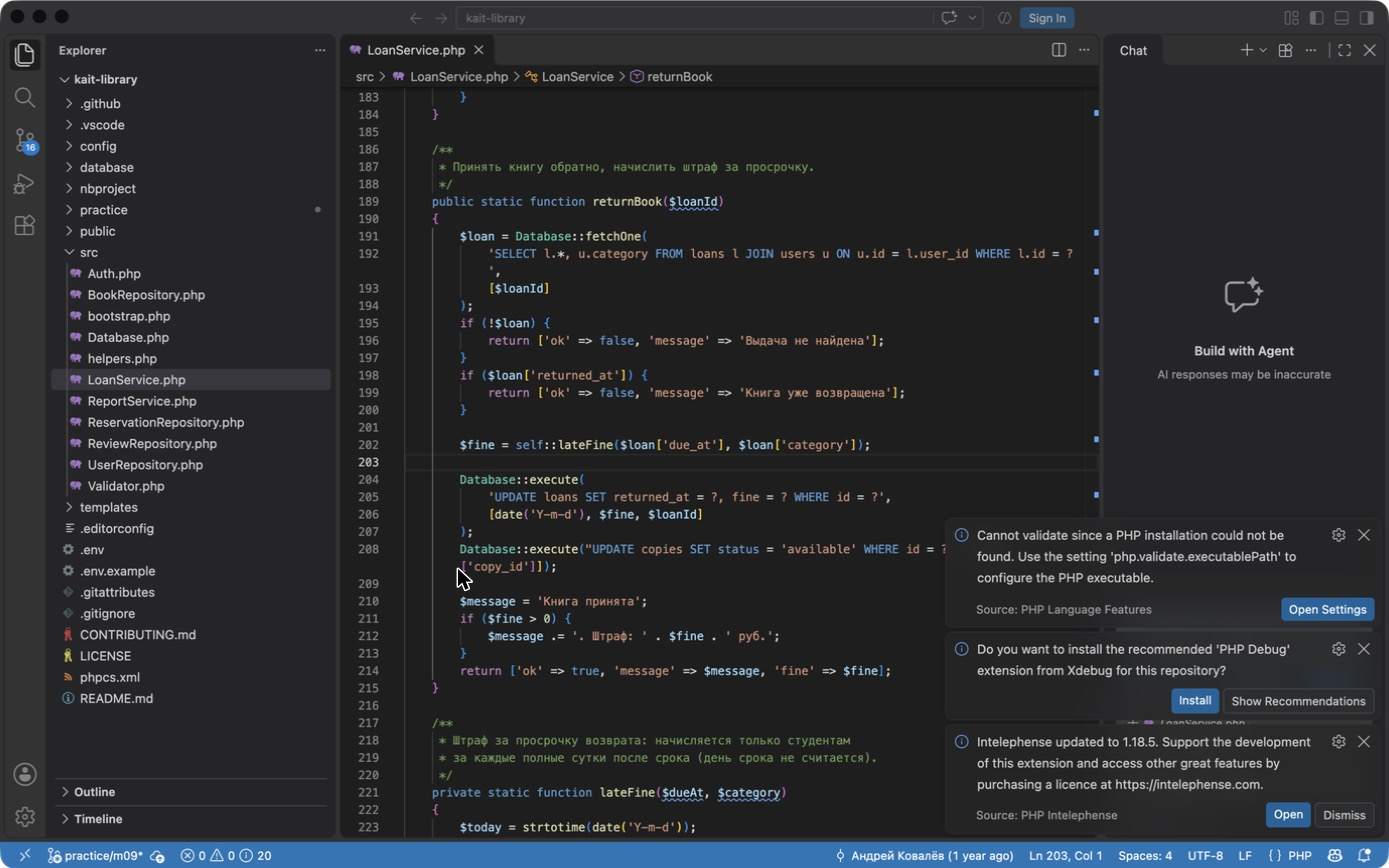 kait-library
Sign In
Explorer
kait-library
.github
.vscode
config
database
nbproject
practice
public
src
Auth.php
BookRepository.php
bootstrap.php
Database.php
helpers.php
LoanService.php
ReportService.php
ReservationRepository.php
ReviewRepository.php
UserRepository.php
Validator.php
templates
.editorconfig
.env
.env.example
.gitattributes
.gitignore
CONTRIBUTING.md
LICENSE
phpcs.xml
README.md
Outline
Timeline
16
LoanService.php
src > LoanService.php > LoanService > returnBook
183 }
184 }
185
186 /**
187 * Принять книгу обратно, начислить штраф за просрочку.
188 */
189 public static function returnBook($loanId)
190 {
191 $loan = Database::fetchOne(
192 'SELECT l.*, u.category FROM loans l JOIN users u ON u.id = l.user_id WHERE l.id = ?
',
193 [$loanId]
194 );
195 if (!$loan) {
196 return ['ok' => false, 'message' => 'Выдача не найдена'];
197 }
198 if ($loan['returned_at']) {
199 return ['ok' => false, 'message' => 'Книга уже возвращена'];
200 }
201
202 $fine = self::lateFine($loan['due_at'], $loan['category']);
203
204 Database::execute(
205 'UPDATE loans SET returned_at = ?, fine = ? WHERE id = ?',
206 [date('Y-m-d'), $fine, $loanId]
207 );
208 Database::execute("UPDATE copies SET status = 'available' WHERE id = ?
['copy_id']]);
209
210 $message = 'Книга принята';
211 if ($fine > 0) {
212 $message .= '. Штраф: ' . $fine . ' руб.';
213 }
214 return ['ok' => true, 'message' => $message, 'fine' => $fine];
215 }
216
217 /**
218 * Штраф за просрочку возврата: начисляется только студентам
219 * за каждые полные сутки после срока (день срока не считается).
220 */
221 private static function lateFine($dueAt, $category)
222 {
223 $today = strtotime(date('Y-m-d'));
Chat
Build with Agent
AI responses may be inaccurate
Cannot validate since a PHP installation could not be
found. Use the setting 'php.validate.executablePath' to
configure the PHP executable.
Source: PHP Language Features
Open Settings
Do you want to install the recommended 'PHP Debug'
extension from Xdebug for this repository?
Install
Show Recommendations
LoanService.php
Intelephense updated to 1.18.5. Support the development
of this extension and access other great features by
purchasing a licence at https://intelephense.com.
Source: PHP Intelephense
Open
Dismiss
practice/m09*
0 0 20
Андрей Ковалёв (1 year ago)
Ln 203, Col 1
Spaces: 4
UTF-8
LF
{ } PHP